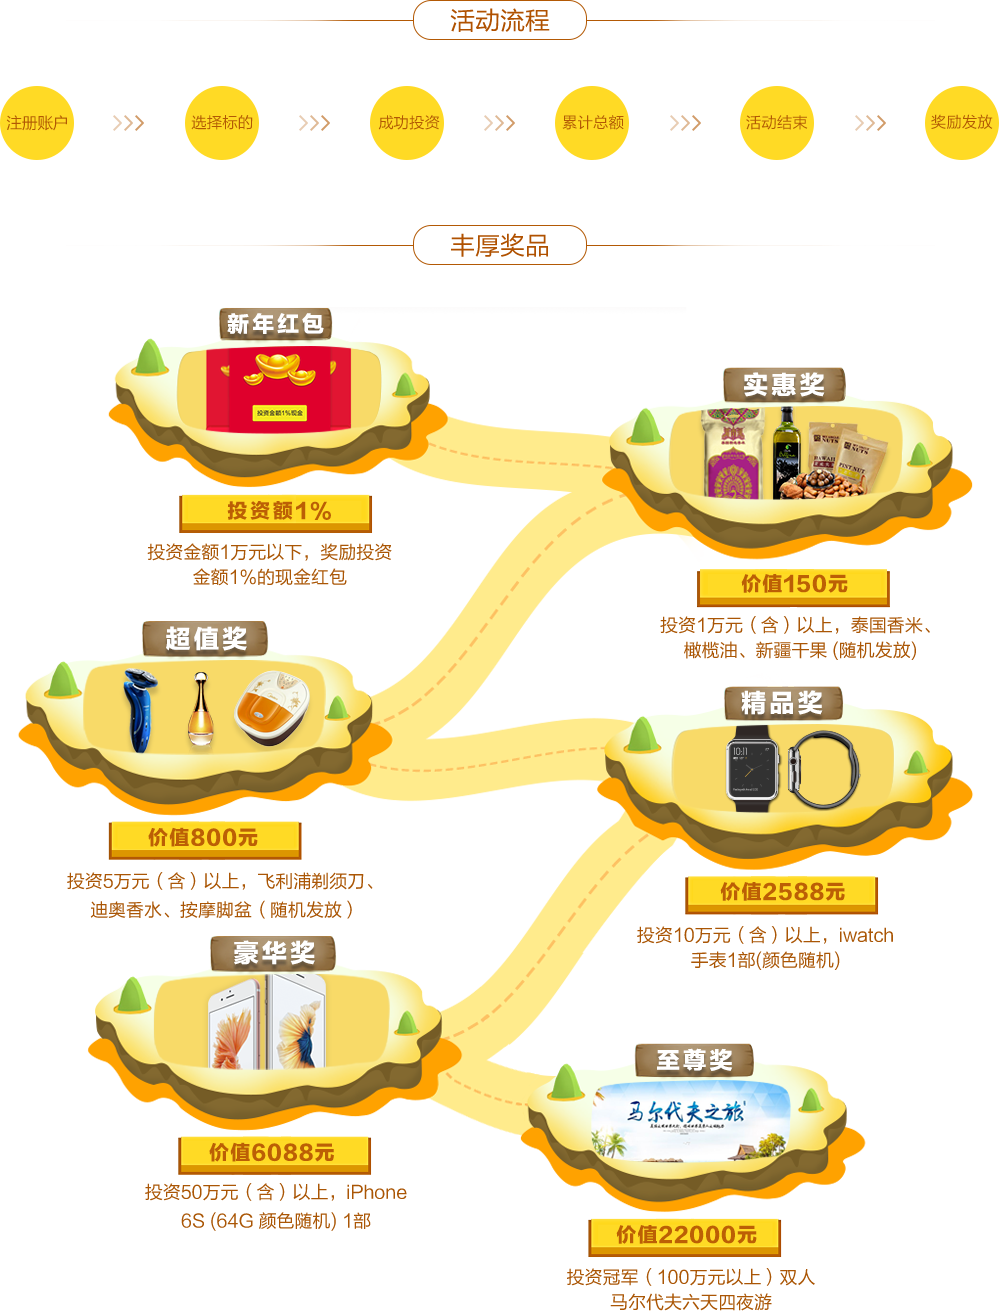 活动流程
注册账户
选择标的
成功投资
累计总额
活动结束
奖励发放
丰厚奖品
新年红包
投资金额1%现金
投资额1%
投资金额1万元以下，奖励投资
金额1%的现金红包
实惠奖
价值150元
投资1万元（含）以上，泰国香米、
橄榄油、新疆干果 (随机发放)
超值奖
价值800元
投资5万元（含）以上，飞利浦剃须刀、
迪奥香水、按摩脚盆（随机发放）
精品奖
10:11
价值2588元
投资10万元（含）以上，iwatch
手表1部(颜色随机)
豪华奖
价值6088元
投资50万元（含）以上，iPhone
6S (64G 颜色随机) 1部
至尊奖
马尔代夫之旅
价值22000元
投资冠军（100万元以上）双人
马尔代夫六天四夜游